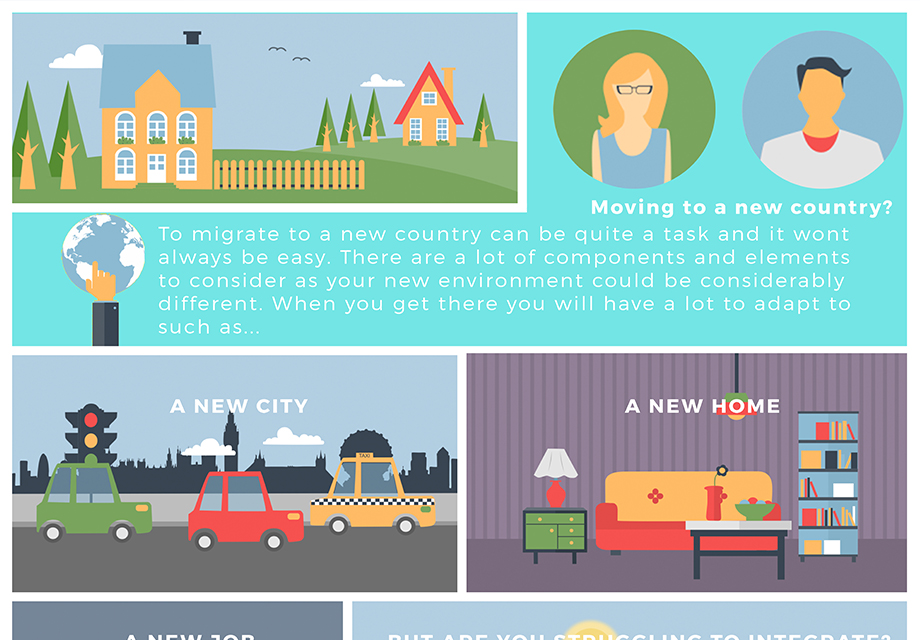 Moving to a new country?
To migrate to a new country can be quite a task and it wont
always be easy. There are a lot of components and elements
to consider as your new environment could be considerably
different. When you get there you will have a lot to adapt to
such as...
A NEW CITY
A NEW HOME
TAXI
A NEW JOB
BUT ARE YOU STRUGGLING TO INTEGRATE?